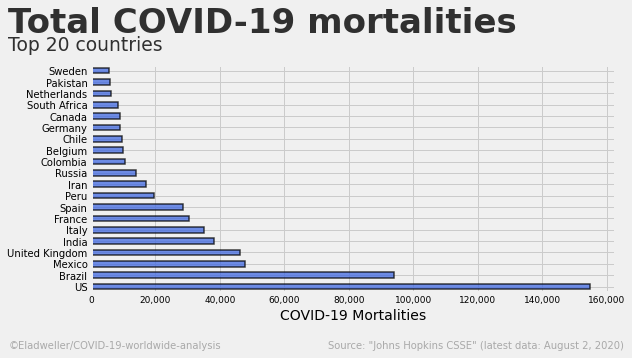 Total COVID-19 mortalities
Top 20 countries
Sweden
Pakistan
Netherlands
South Africa
Canada
Germany
Chile
Belgium
Colombia
Russia
Iran
Peru
Spain
France
Italy
India
United Kingdom
Mexico
Brazil
US
0 20,000 40,000 60,000 80,000 100,000 120,000 140,000 160,000
COVID-19 Mortalities
©Eladweller/COVID-19-worldwide-analysis Source: "Johns Hopkins CSSE" (latest data: August 2, 2020)